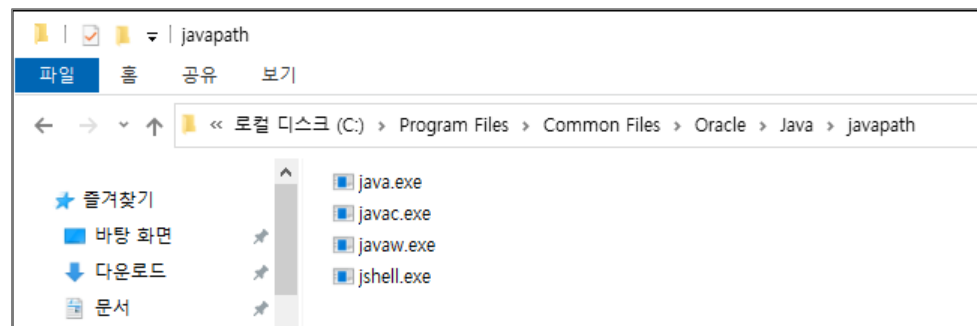 javapath
파일 홈 공유 보기
« 로컬 디스크 (C:) > Program Files > Common Files > Oracle > Java > javapath
즐겨찾기
바탕 화면
다운로드
문서
java.exe
javac.exe
javaw.exe
jshell.exe